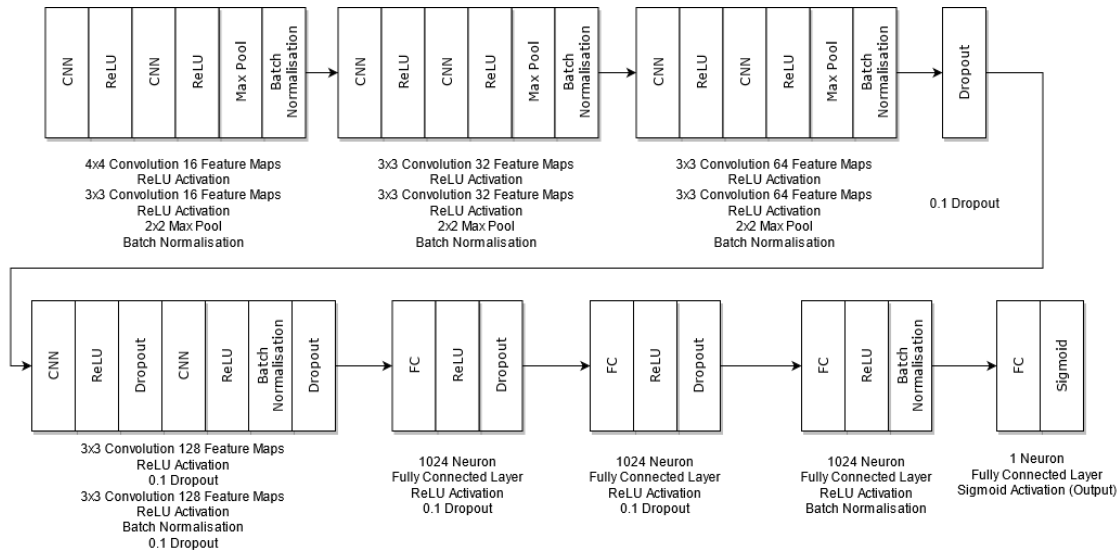 CNN
ReLU
CNN
ReLU
Max Pool
Batch
Normalisation
CNN
ReLU
CNN
ReLU
Max Pool
Batch
Normalisation
CNN
ReLU
CNN
ReLU
Max Pool
Batch
Normalisation
Dropout
4x4 Convolution 16 Feature Maps
ReLU Activation
3x3 Convolution 16 Feature Maps
ReLU Activation
2x2 Max Pool
Batch Normalisation
3x3 Convolution 32 Feature Maps
ReLU Activation
3x3 Convolution 32 Feature Maps
ReLU Activation
2x2 Max Pool
Batch Normalisation
3x3 Convolution 64 Feature Maps
ReLU Activation
3x3 Convolution 64 Feature Maps
ReLU Activation
2x2 Max Pool
Batch Normalisation
0.1 Dropout
CNN
ReLU
Dropout
CNN
ReLU
Batch
Normalisation
Dropout
FC
ReLU
Dropout
FC
ReLU
Dropout
FC
ReLU
Batch
Normalisation
FC
Sigmoid
3x3 Convolution 128 Feature Maps
ReLU Activation
0.1 Dropout
3x3 Convolution 128 Feature Maps
ReLU Activation
Batch Normalisation
0.1 Dropout
1024 Neuron
Fully Connected Layer
ReLU Activation
0.1 Dropout
1024 Neuron
Fully Connected Layer
ReLU Activation
0.1 Dropout
1024 Neuron
Fully Connected Layer
ReLU Activation
Batch Normalisation
1 Neuron
Fully Connected Layer
Sigmoid Activation (Output)